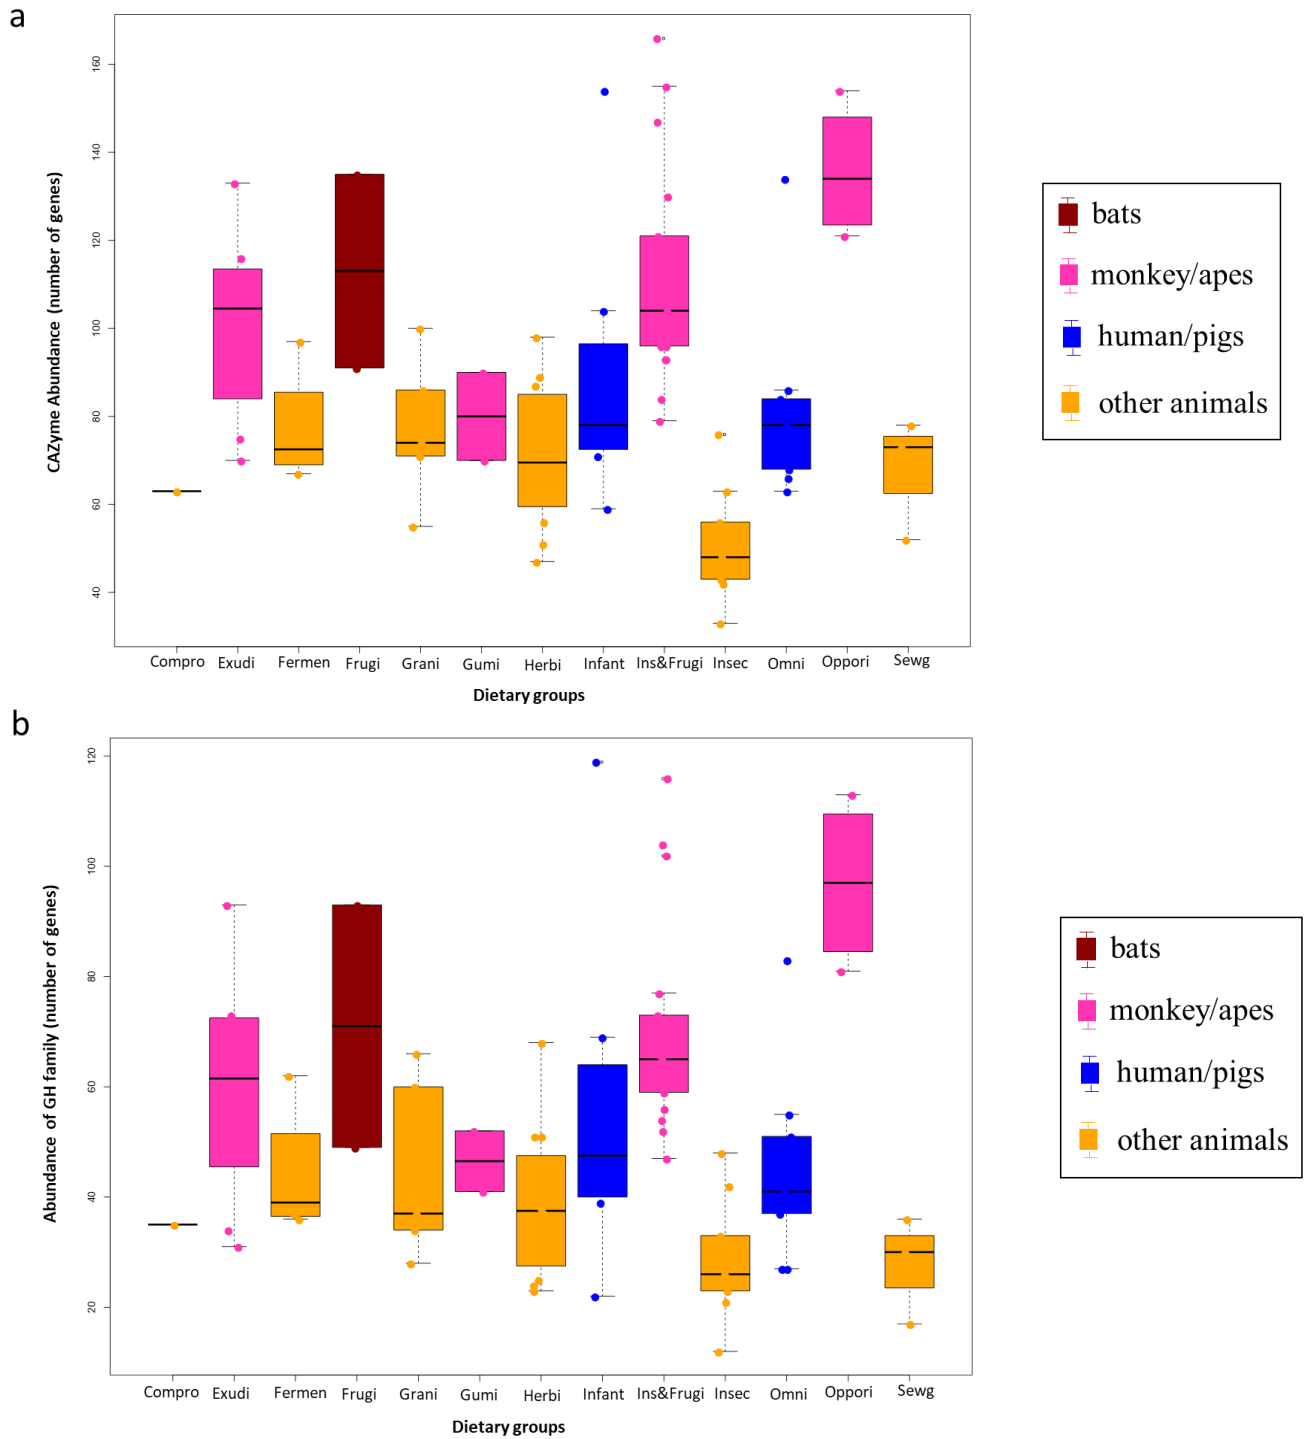 a
CAZyme Abundance (number of genes)
160
140
120
100
80
60
40
Compro Exudi Fermen Frugi Grani Gumi Herbi Infant Ins&Frugi Insec Omni Oppori Sewg
Dietary groups
bats
monkey/apes
human/pigs
other animals
b
Abundance of GH family (number of genes)
120
100
80
60
40
20
Compro Exudi Fermen Frugi Grani Gumi Herbi Infant Ins&Frugi Insec Omni Oppori Sewg
Dietary groups
bats
monkey/apes
human/pigs
other animals